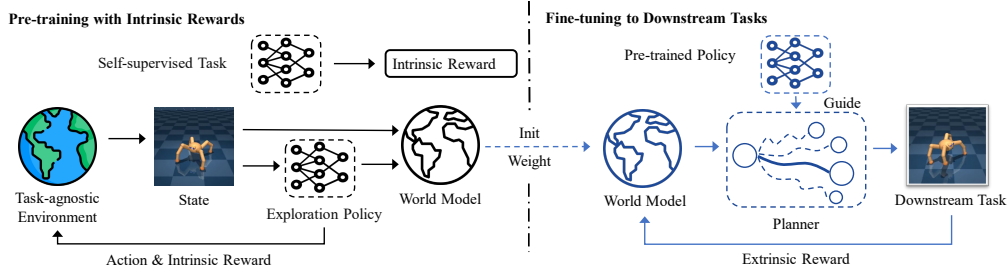 Pre-training with Intrinsic Rewards
Self-supervised Task
Intrinsic Reward
Task-agnostic
Environment
State
Exploration Policy
World Model
Action & Intrinsic Reward
Init
Weight
Fine-tuning to Downstream Tasks
Pre-trained Policy
Guide
World Model
Planner
Downstream Task
Extrinsic Reward